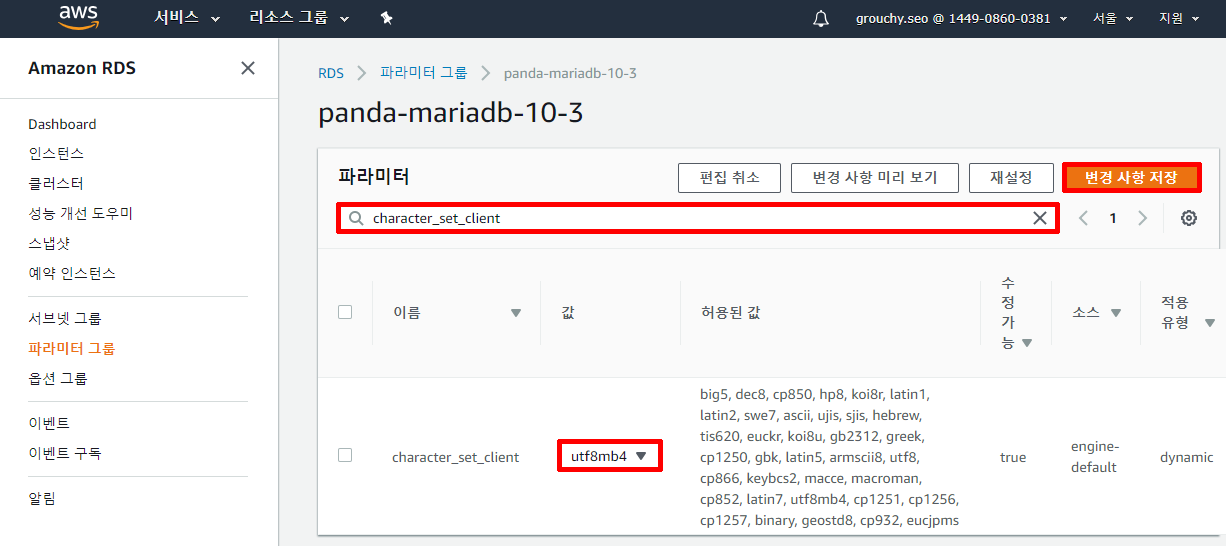 aws
서비스
리소스 그룹
grouchy.seo @ 1449-0860-0381
서울
지원
Amazon RDS
Dashboard
인스턴스
클러스터
성능 개선 도우미
스냅샷
예약 인스턴스
서브넷 그룹
파라미터 그룹
옵션 그룹
이벤트
이벤트 구독
알림
RDS
파라미터 그룹
panda-mariadb-10-3
panda-mariadb-10-3
파라미터
편집 취소
변경 사항 미리 보기
재설정
변경 사항 저장
character_set_client
1
이름
값
허용된 값
수
정
가
능
소스
적용
유형
character_set_client
utf8mb4
big5, dec8, cp850, hp8, koi8r, latin1,
latin2, swe7, ascii, ujis, sjis, hebrew,
tis620, euckr, koi8u, gb2312, greek,
cp1250, gbk, latin5, armscii8, utf8,
cp866, keybcs2, macce, macroman,
cp852, latin7, utf8mb4, cp1251, cp1256,
cp1257, binary, geostd8, cp932, eucjpms
true
engine-
default
dynamic